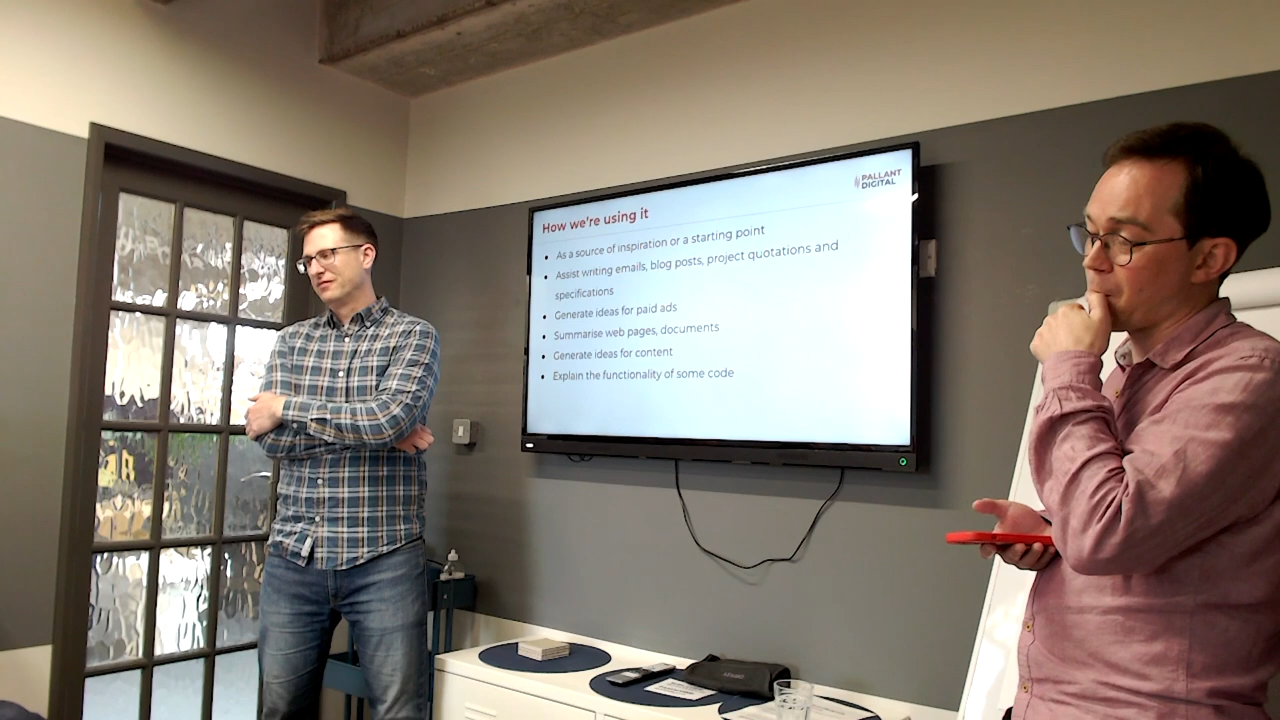 PALLANT
DIGITAL
How we're using it
As a source of inspiration or a starting point
Assist writing emails, blog posts, project quotations and
specifications
Generate ideas for paid ads
Summarise web pages, documents
Generate ideas for content
Explain the functionality of some code